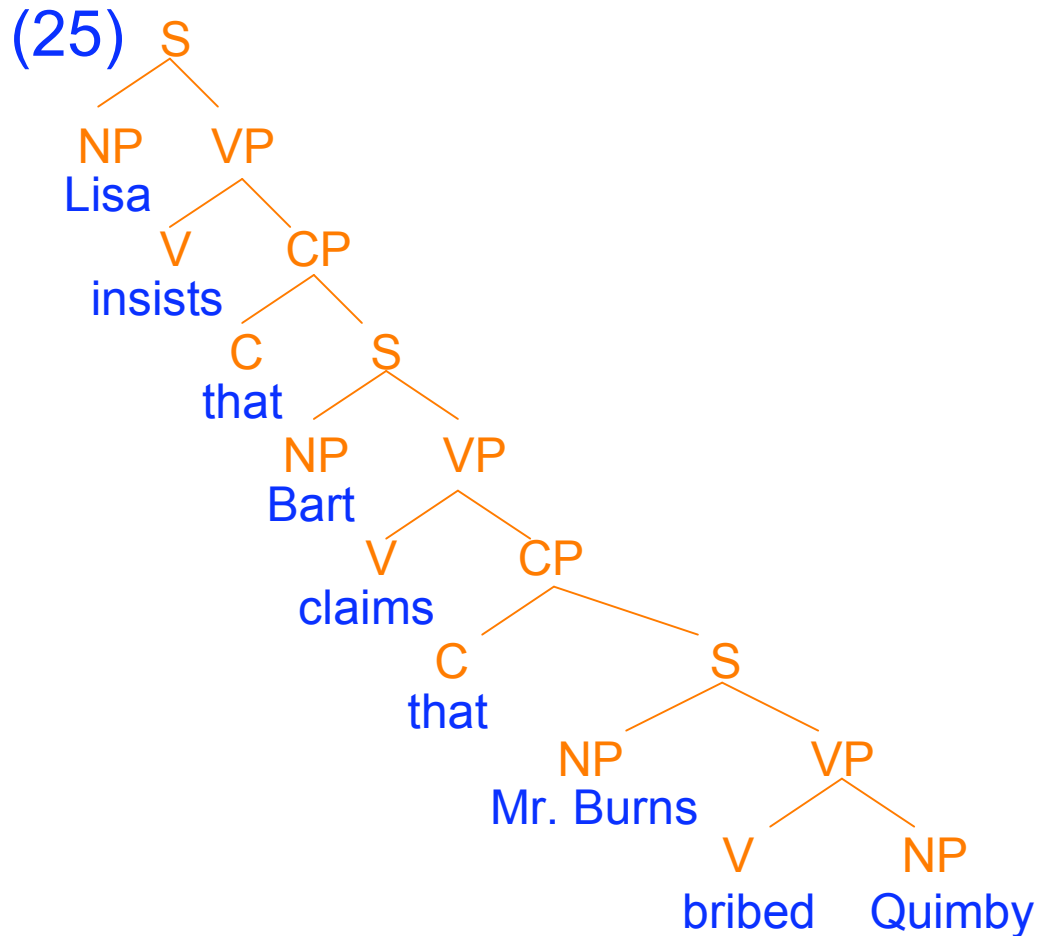 (25) S
NP VP
Lisa
V CP
insists
C S
that
NP VP
Bart
V CP
claims
C S
that
NP VP
Mr. Burns
V NP
bribed Quimby